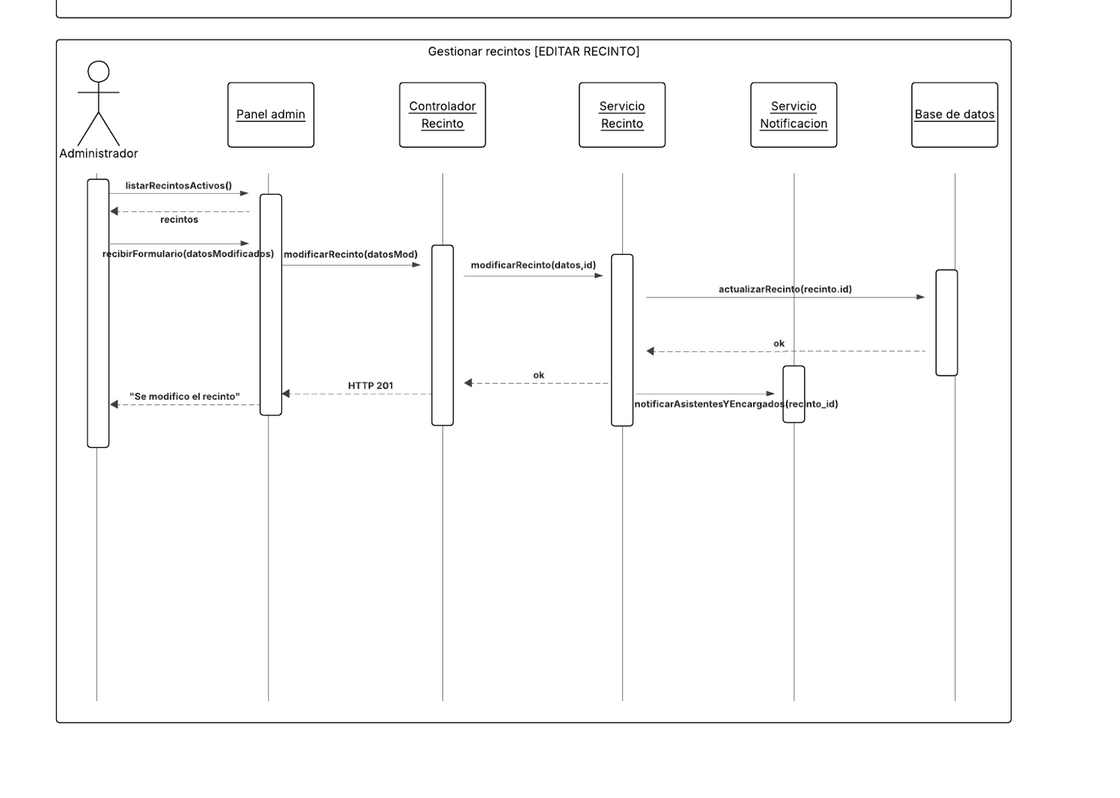 Gestionar recintos [EDITAR RECINTO]
Administrador
Panel admin
Controlador
Recinto
Servicio
Recinto
Servicio
Notificacion
Base de datos
listarRecintosActivos()
recintos
recibirFormulario(datosModificados)
modificarRecinto(datosMod)
modificarRecinto(datos,id)
actualizarRecinto(recinto.id)
ok
ok
HTTP 201
"Se modifico el recinto"
notificarAsistentesYEncargados(recinto_id)